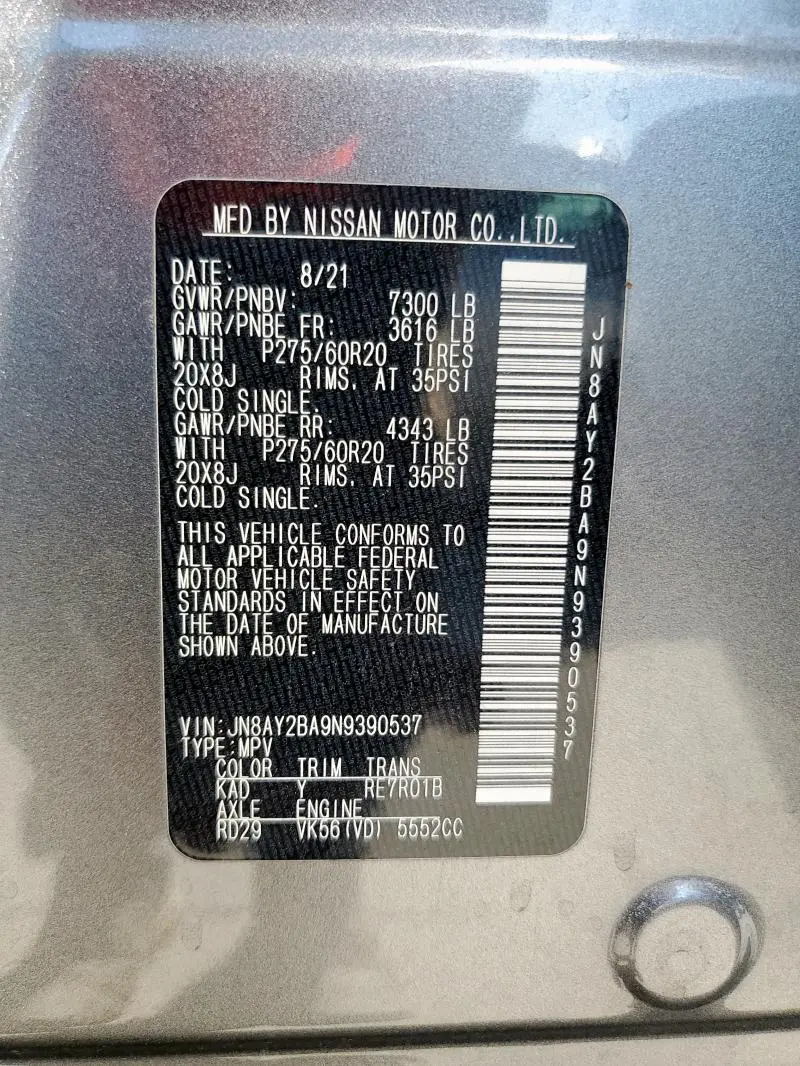 MFD BY NISSAN MOTOR CO.,LTD.
DATE: 8/21
GVWR/PNBV: 7300 LB
GAWR/PNBE FR: 3616 LB
WITH P275/60R20 TIRES
20X8J RIMS. AT 35PSI
COLD SINGLE.
GAWR/PNBE RR: 4343 LB
WITH P275/60R20 TIRES
20X8J RIMS. AT 35PSI
COLD SINGLE.
THIS VEHICLE CONFORMS TO
ALL APPLICABLE FEDERAL
MOTOR VEHICLE SAFETY
STANDARDS IN EFFECT ON
THE DATE OF MANUFACTURE
SHOWN ABOVE.
VIN:JN8AY2BA9N9390537
TYPE:MPV
COLOR TRIM TRANS
KAD Y RE7R01B
AXLE ENGINE
RD29 VK56(VD) 5552CC
JN8AY2BA9N9390537